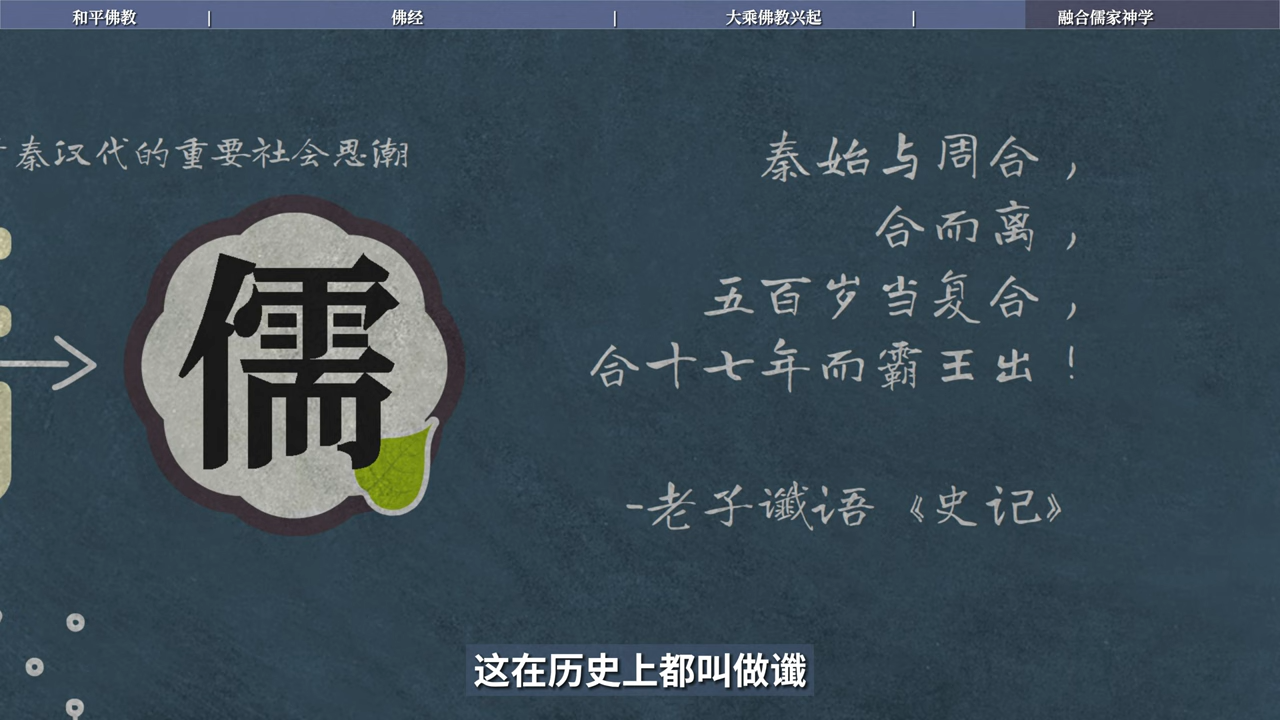 和平佛教 | 佛经 | 大乘佛教兴起 | 融合儒家神学
秦汉代的重要社会思潮
儒
秦始与周合，
合而离，
五百岁当复合，
合十七年而霸王出！
-老子谶语《史记》
这在历史上都叫做谶